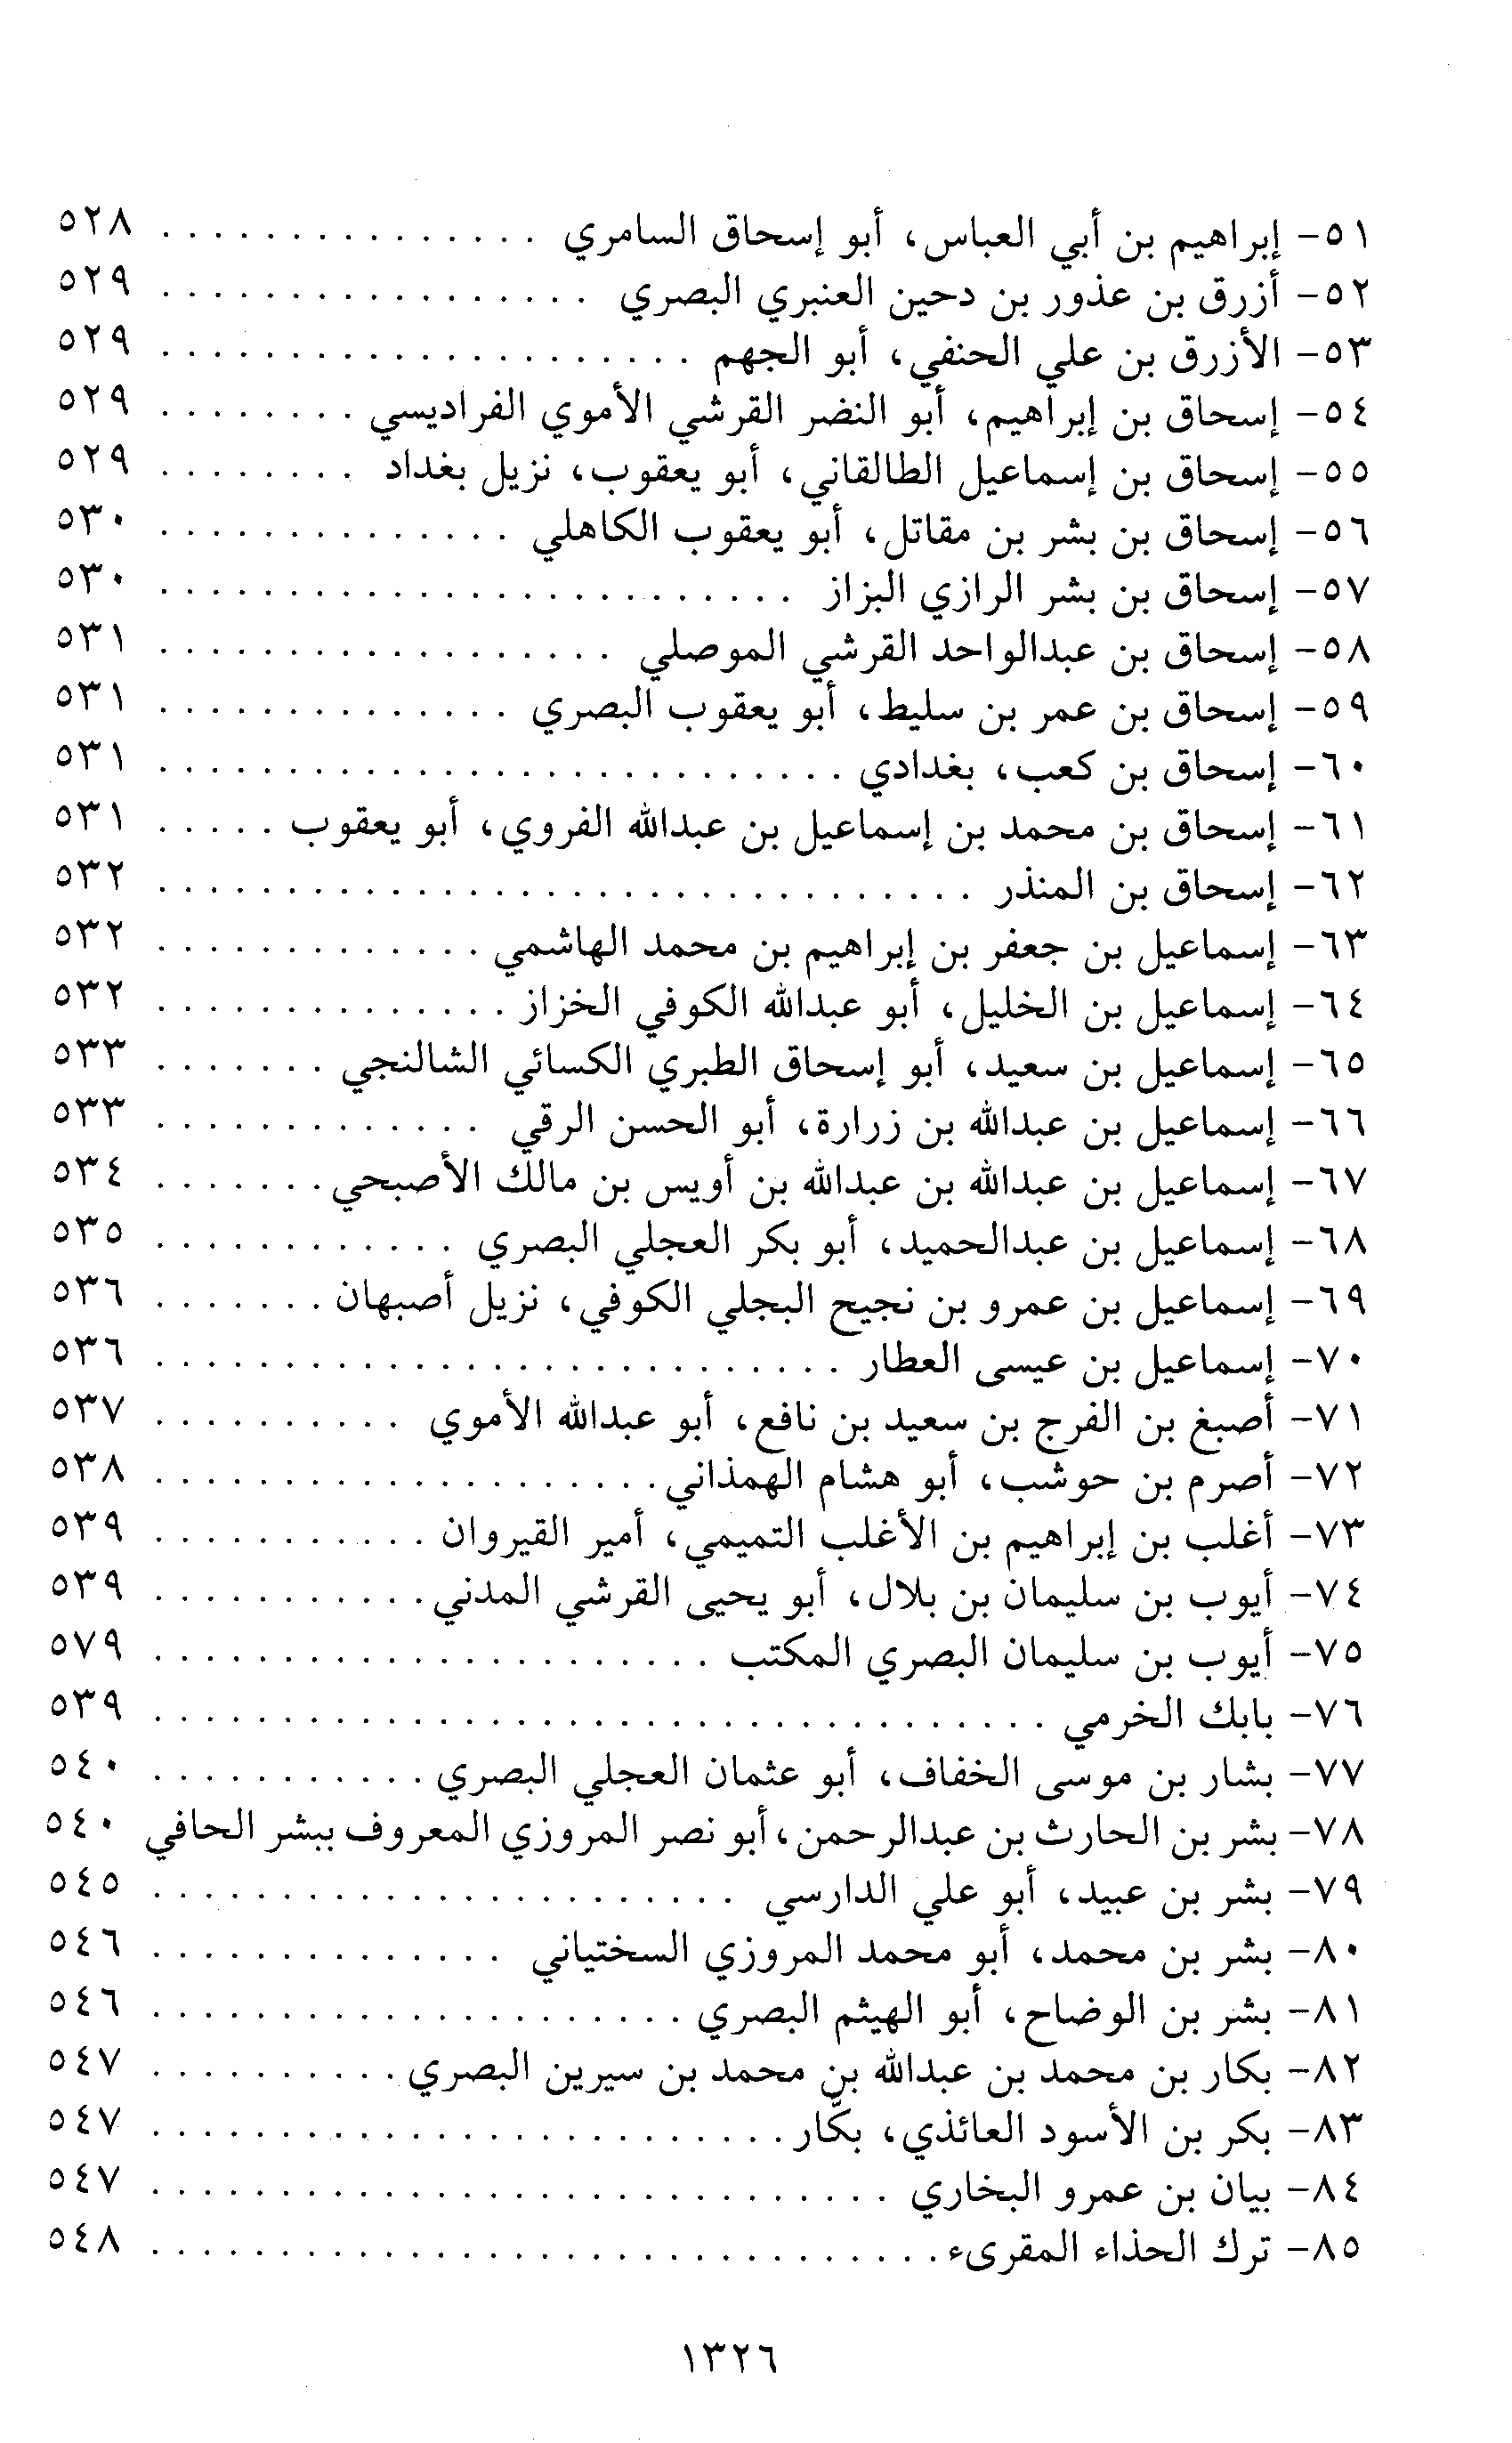 ٥١- إبراهيم بن أبي العباس، أبو إسحاق السامري . . . . . . . . . . . . . . . ٥٢٨
٥٢- أزرق بن عذور بن دحين العنبري البصري . . . . . . . . . . . . . . . . . ٥٢٩
٥٣- الأزرق بن علي الحنفي، أبو الجهم . . . . . . . . . . . . . . . . . . . . . ٥٢٩
٥٤- إسحاق بن إبراهيم، أبو النضر القرشي الأموي الفراديسي . . . . . . . . ٥٢٩
٥٥- إسحاق بن إسماعيل الطالقاني، أبو يعقوب، نزيل بغداد . . . . . . . . ٥٢٩
٥٦- إسحاق بن بشر بن مقاتل، أبو يعقوب الكاهلي . . . . . . . . . . . . . . ٥٣٠
٥٧- إسحاق بن بشر الرازي البزاز . . . . . . . . . . . . . . . . . . . . . . . . . ٥٣٠
٥٨- إسحاق بن عبدالواحد القرشي الموصلي . . . . . . . . . . . . . . . . . . ٥٣١
٥٩- إسحاق بن عمر بن سليط، أبو يعقوب البصري . . . . . . . . . . . . . . ٥٣١
٦٠- إسحاق بن كعب، بغدادي . . . . . . . . . . . . . . . . . . . . . . . . . . . ٥٣١
٦١- إسحاق بن محمد بن إسماعيل بن عبدالله الفروي، أبو يعقوب . . . . . ٥٣١
٦٢- إسحاق بن المنذر . . . . . . . . . . . . . . . . . . . . . . . . . . . . . . . . ٥٣٢
٦٣- إسماعيل بن جعفر بن إبراهيم بن محمد الهاشمي . . . . . . . . . . . . . ٥٣٢
٦٤- إسماعيل بن الخليل، أبو عبدالله الكوفي الخزاز . . . . . . . . . . . . . . ٥٣٢
٦٥- إسماعيل بن سعيد، أبو إسحاق الطبري الكسائي الشالنجي . . . . . . . ٥٣٣
٦٦- إسماعيل بن عبدالله بن زرارة، أبو الحسن الرقي . . . . . . . . . . . . . ٥٣٣
٦٧- إسماعيل بن عبدالله بن عبدالله بن أويس بن مالك الأصبحي . . . . . . . ٥٣٤
٦٨- إسماعيل بن عبدالحميد، أبو بكر العجلي البصري . . . . . . . . . . . . ٥٣٥
٦٩- إسماعيل بن عمرو بن نجيح البجلي الكوفي، نزيل أصبهان . . . . . . . ٥٣٦
٧٠- إسماعيل بن عيسى العطار . . . . . . . . . . . . . . . . . . . . . . . . . . . ٥٣٦
٧١- أصبغ بن الفرج بن سعيد بن نافع، أبو عبدالله الأموي . . . . . . . . . . ٥٣٧
٧٢- أصرم بن حوشب، أبو هشام الهمذاني . . . . . . . . . . . . . . . . . . . . ٥٣٨
٧٣- أغلب بن إبراهيم بن الأغلب التميمي، أمير القيروان . . . . . . . . . . . ٥٣٩
٧٤- أيوب بن سليمان بن بلال، أبو يحيى القرشي المدني . . . . . . . . . . . ٥٣٩
٧٥- أيوب بن سليمان البصري المكتب . . . . . . . . . . . . . . . . . . . . . . ٥٧٩
٧٦- بابك الخرمي . . . . . . . . . . . . . . . . . . . . . . . . . . . . . . . . . . . ٥٣٩
٧٧- بشار بن موسى الخفاف، أبو عثمان العجلي البصري . . . . . . . . . . . ٥٤٠
٧٨- بشر بن الحارث بن عبدالرحمن، أبو نصر المروزي المعروف ببشر الحافي ٥٤٠
٧٩- بشر بن عبيد، أبو علي الدارسي . . . . . . . . . . . . . . . . . . . . . . . ٥٤٥
٨٠- بشر بن محمد، أبو محمد المروزي السختياني . . . . . . . . . . . . . . ٥٤٦
٨١- بشر بن الوضاح، أبو الهيثم البصري . . . . . . . . . . . . . . . . . . . . . ٥٤٦
٨٢- بكار بن محمد بن عبدالله بن محمد بن سيرين البصري . . . . . . . . . . ٥٤٧
٨٣- بكر بن الأسود العائذي، بكَّار . . . . . . . . . . . . . . . . . . . . . . . . . ٥٤٧
٨٤- بيان بن عمرو البخاري . . . . . . . . . . . . . . . . . . . . . . . . . . . . . ٥٤٧
٨٥- ترك الحذاء المقرىء . . . . . . . . . . . . . . . . . . . . . . . . . . . . . . . ٥٤٨
١٣٢٦